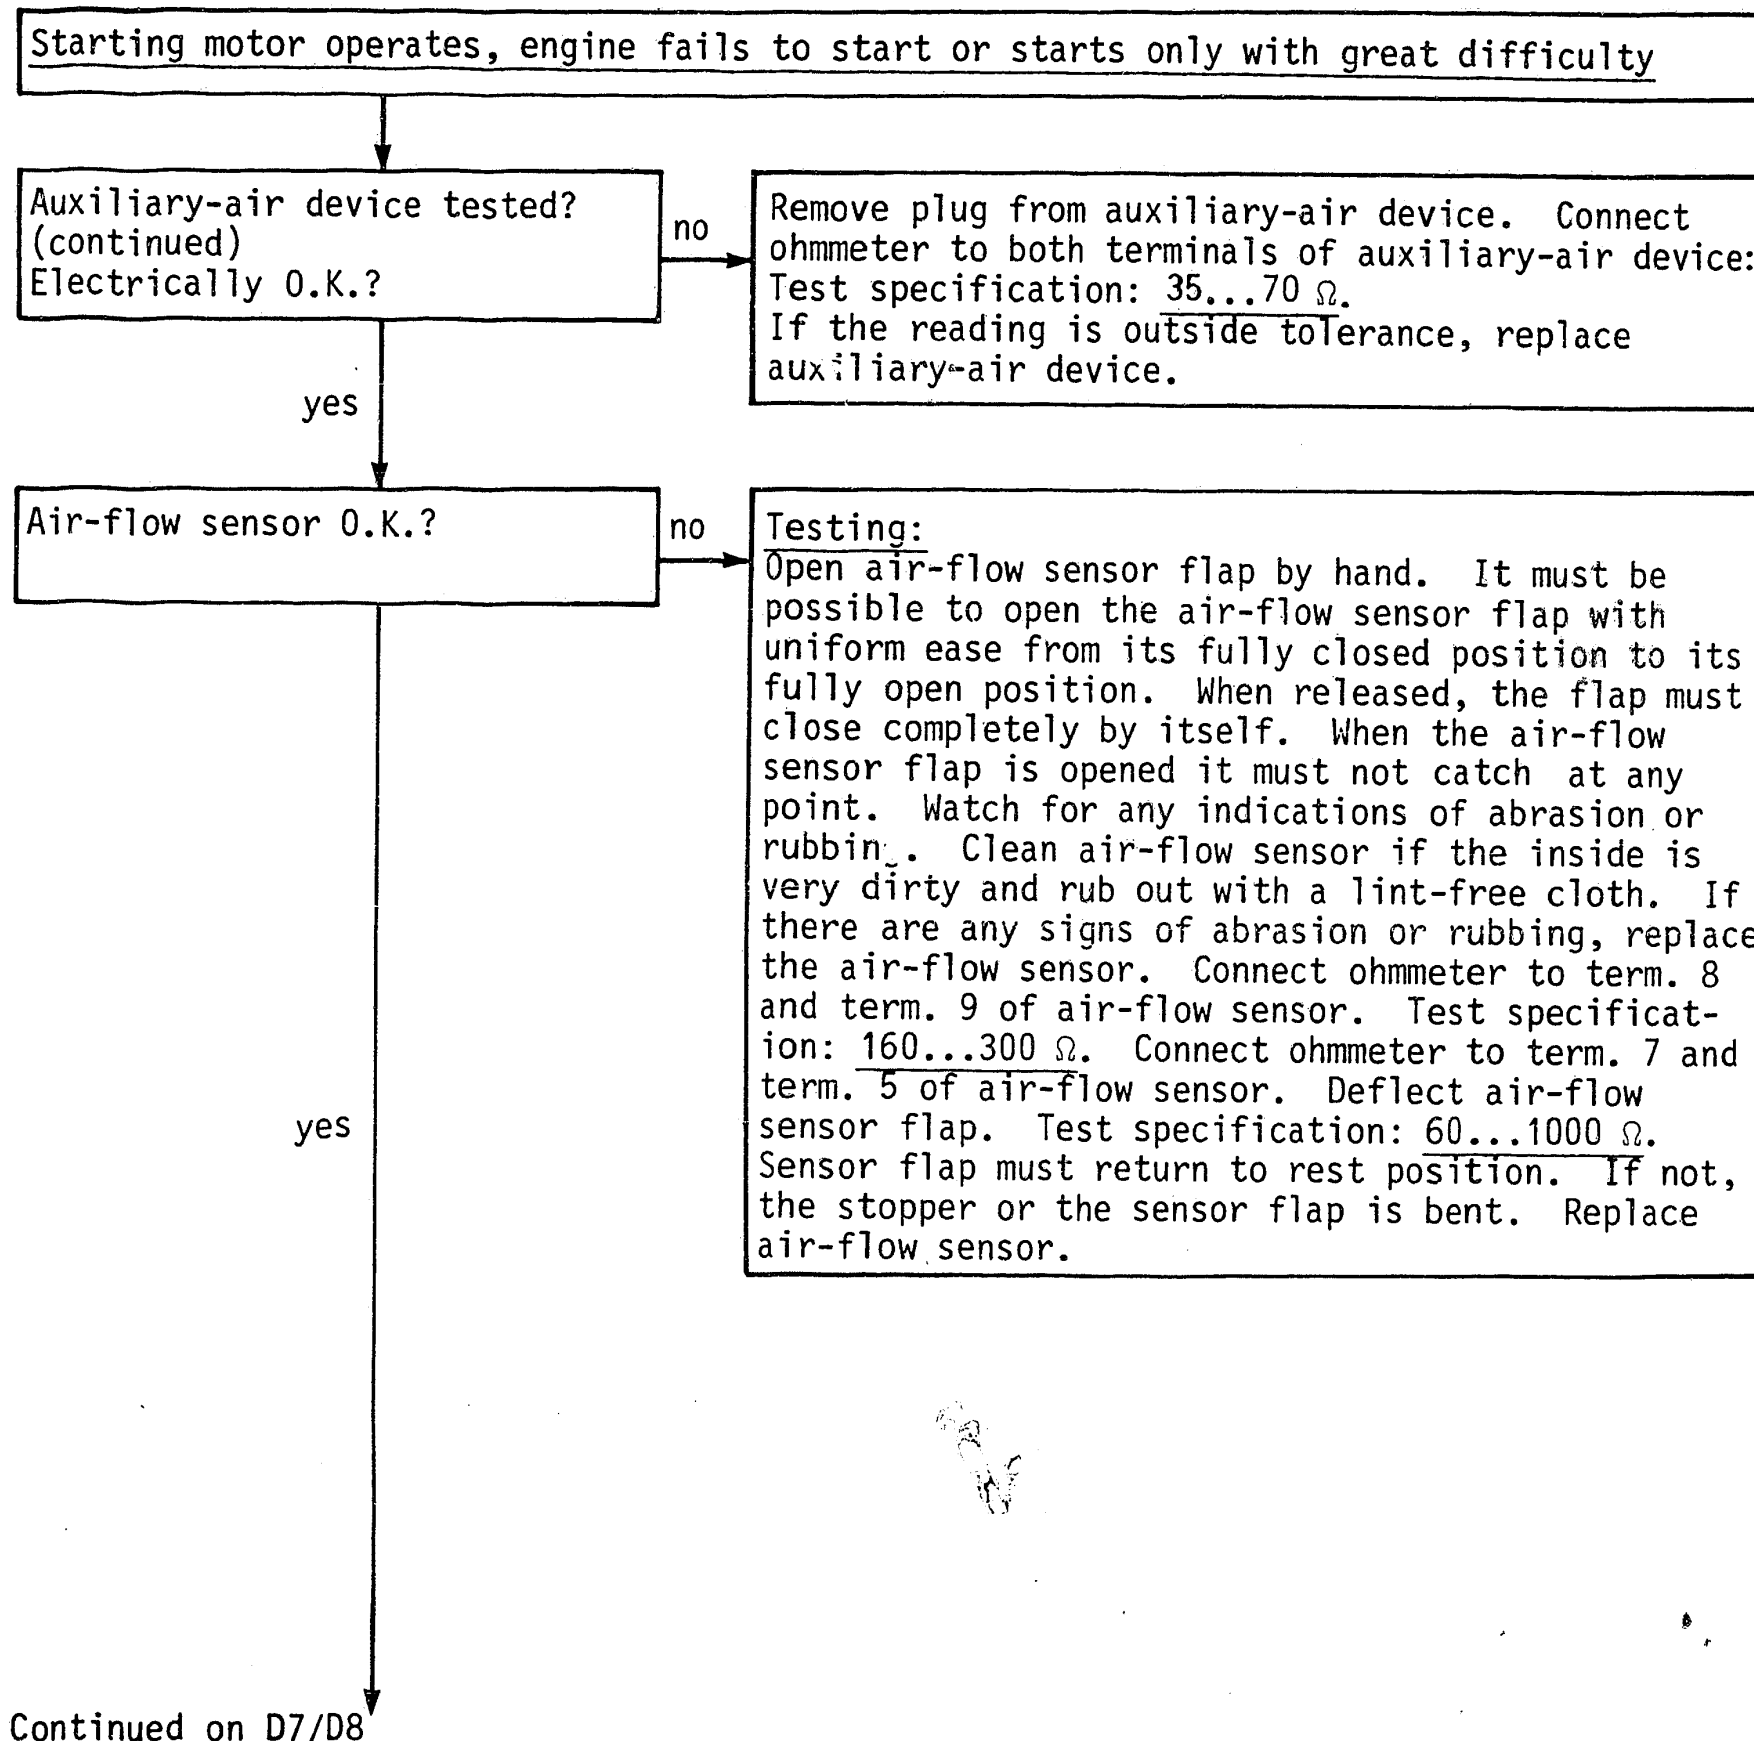 Starting motor operates, engine fails to start or starts only with great difficulty
Auxiliary-air device tested?
(continued)
Electrically O.K.?
no
Remove plug from auxiliary-air device. Connect
ohmmeter to both terminals of auxiliary-air device:
Test specification: 35...70 Ω.
If the reading is outside tolerance, replace
auxiliary-air device.
yes
Air-flow sensor O.K.?
no
Testing:
Open air-flow sensor flap by hand. It must be
possible to open the air-flow sensor flap with
uniform ease from its fully closed position to its
fully open position. When released, the flap must
close completely by itself. When the air-flow
sensor flap is opened it must not catch at any
point. Watch for any indications of abrasion or
rubbin . Clean air-flow sensor if the inside is
very dirty and rub out with a lint-free cloth. If
there are any signs of abrasion or rubbing, replace
the air-flow sensor. Connect ohmmeter to term. 8
and term. 9 of air-flow sensor. Test specificat-
ion: 160...300 Ω. Connect ohmmeter to term. 7 and
term. 5 of air-flow sensor. Deflect air-flow
sensor flap. Test specification: 60...1000 Ω.
Sensor flap must return to rest position. If not,
the stopper or the sensor flap is bent. Replace
air-flow sensor.
yes
Continued on D7/D8